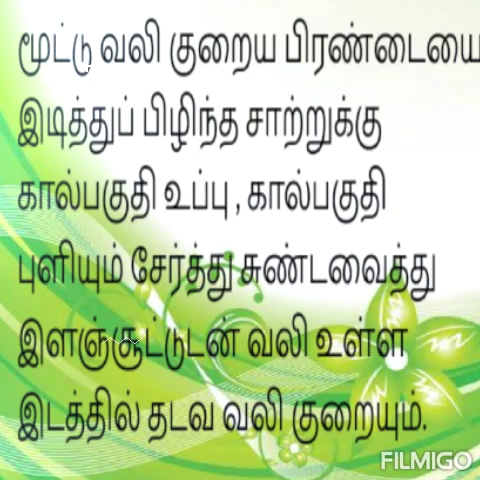 மூட்டு வலி குறைய பிரண்டையை
இடித்துப் பிழிந்த சாற்றுக்கு
கால்பகுதி உப்பு , கால்பகுதி
புளியும் சேர்த்து சுண்டவைத்து
இளஞ்சூட்டுடன் வலி உள்ள
இடத்தில் தடவ வலி குறையும்.
FILMIGO